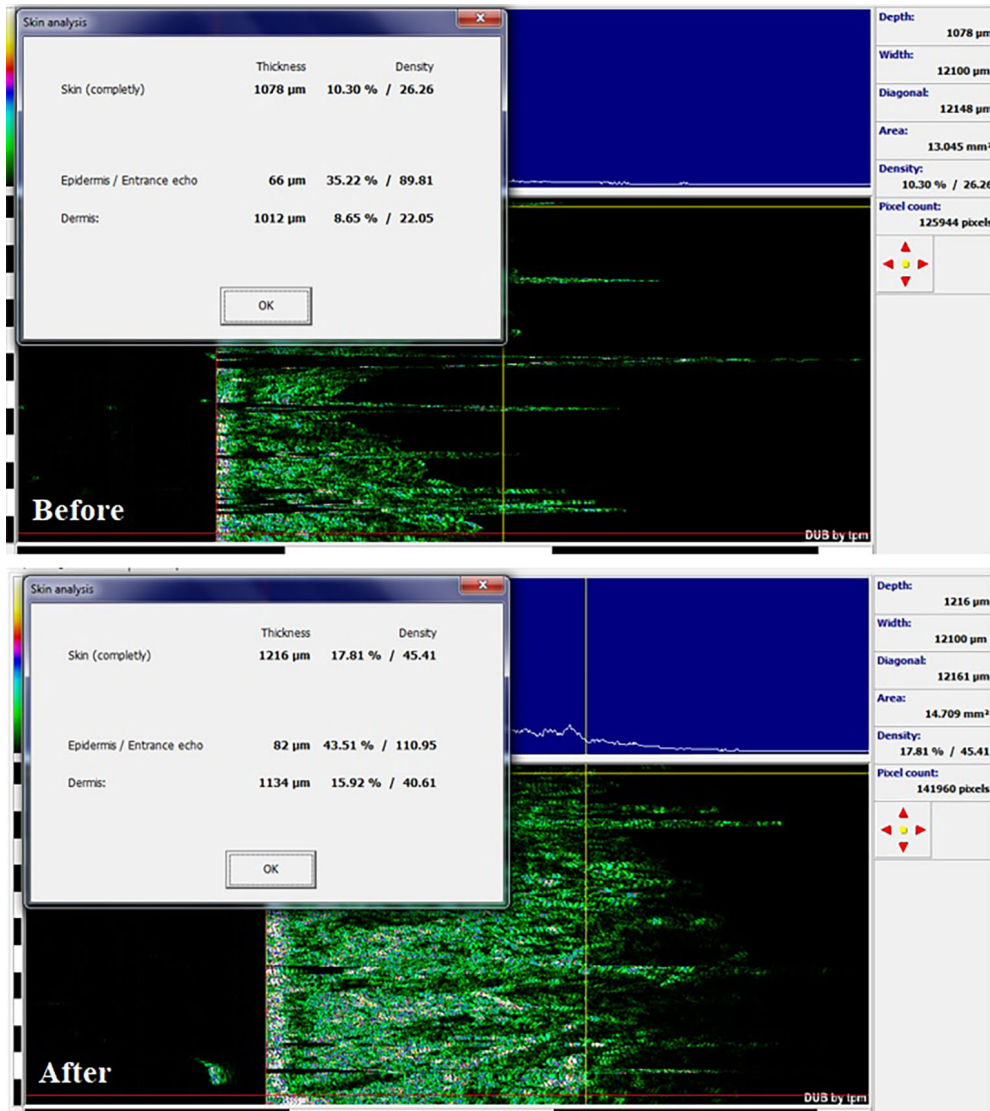 Skin analysis
Thickness Density
Skin (completly) 1078 µm 10.30 % / 26.26
Epidermis / Entrance echo 66 µm 35.22 % / 89.81
Dermis: 1012 µm 8.65 % / 22.05
OK
Depth:
1078 µm
Width:
12100 µm
Diagonal:
12148 µm
Area:
13.045 mm²
Density:
10.30 % / 26.26
Pixel count:
125944 pixels
Before
DUB by tpm
Skin analysis
Thickness Density
Skin (completly) 1216 µm 17.81 % / 45.41
Epidermis / Entrance echo 82 µm 43.51 % / 110.95
Dermis: 1134 µm 15.92 % / 40.61
OK
Depth:
1216 µm
Width:
12100 µm
Diagonal:
12161 µm
Area:
14.709 mm²
Density:
17.81 % / 45.41
Pixel count:
141960 pixels
After
DUB by tpm